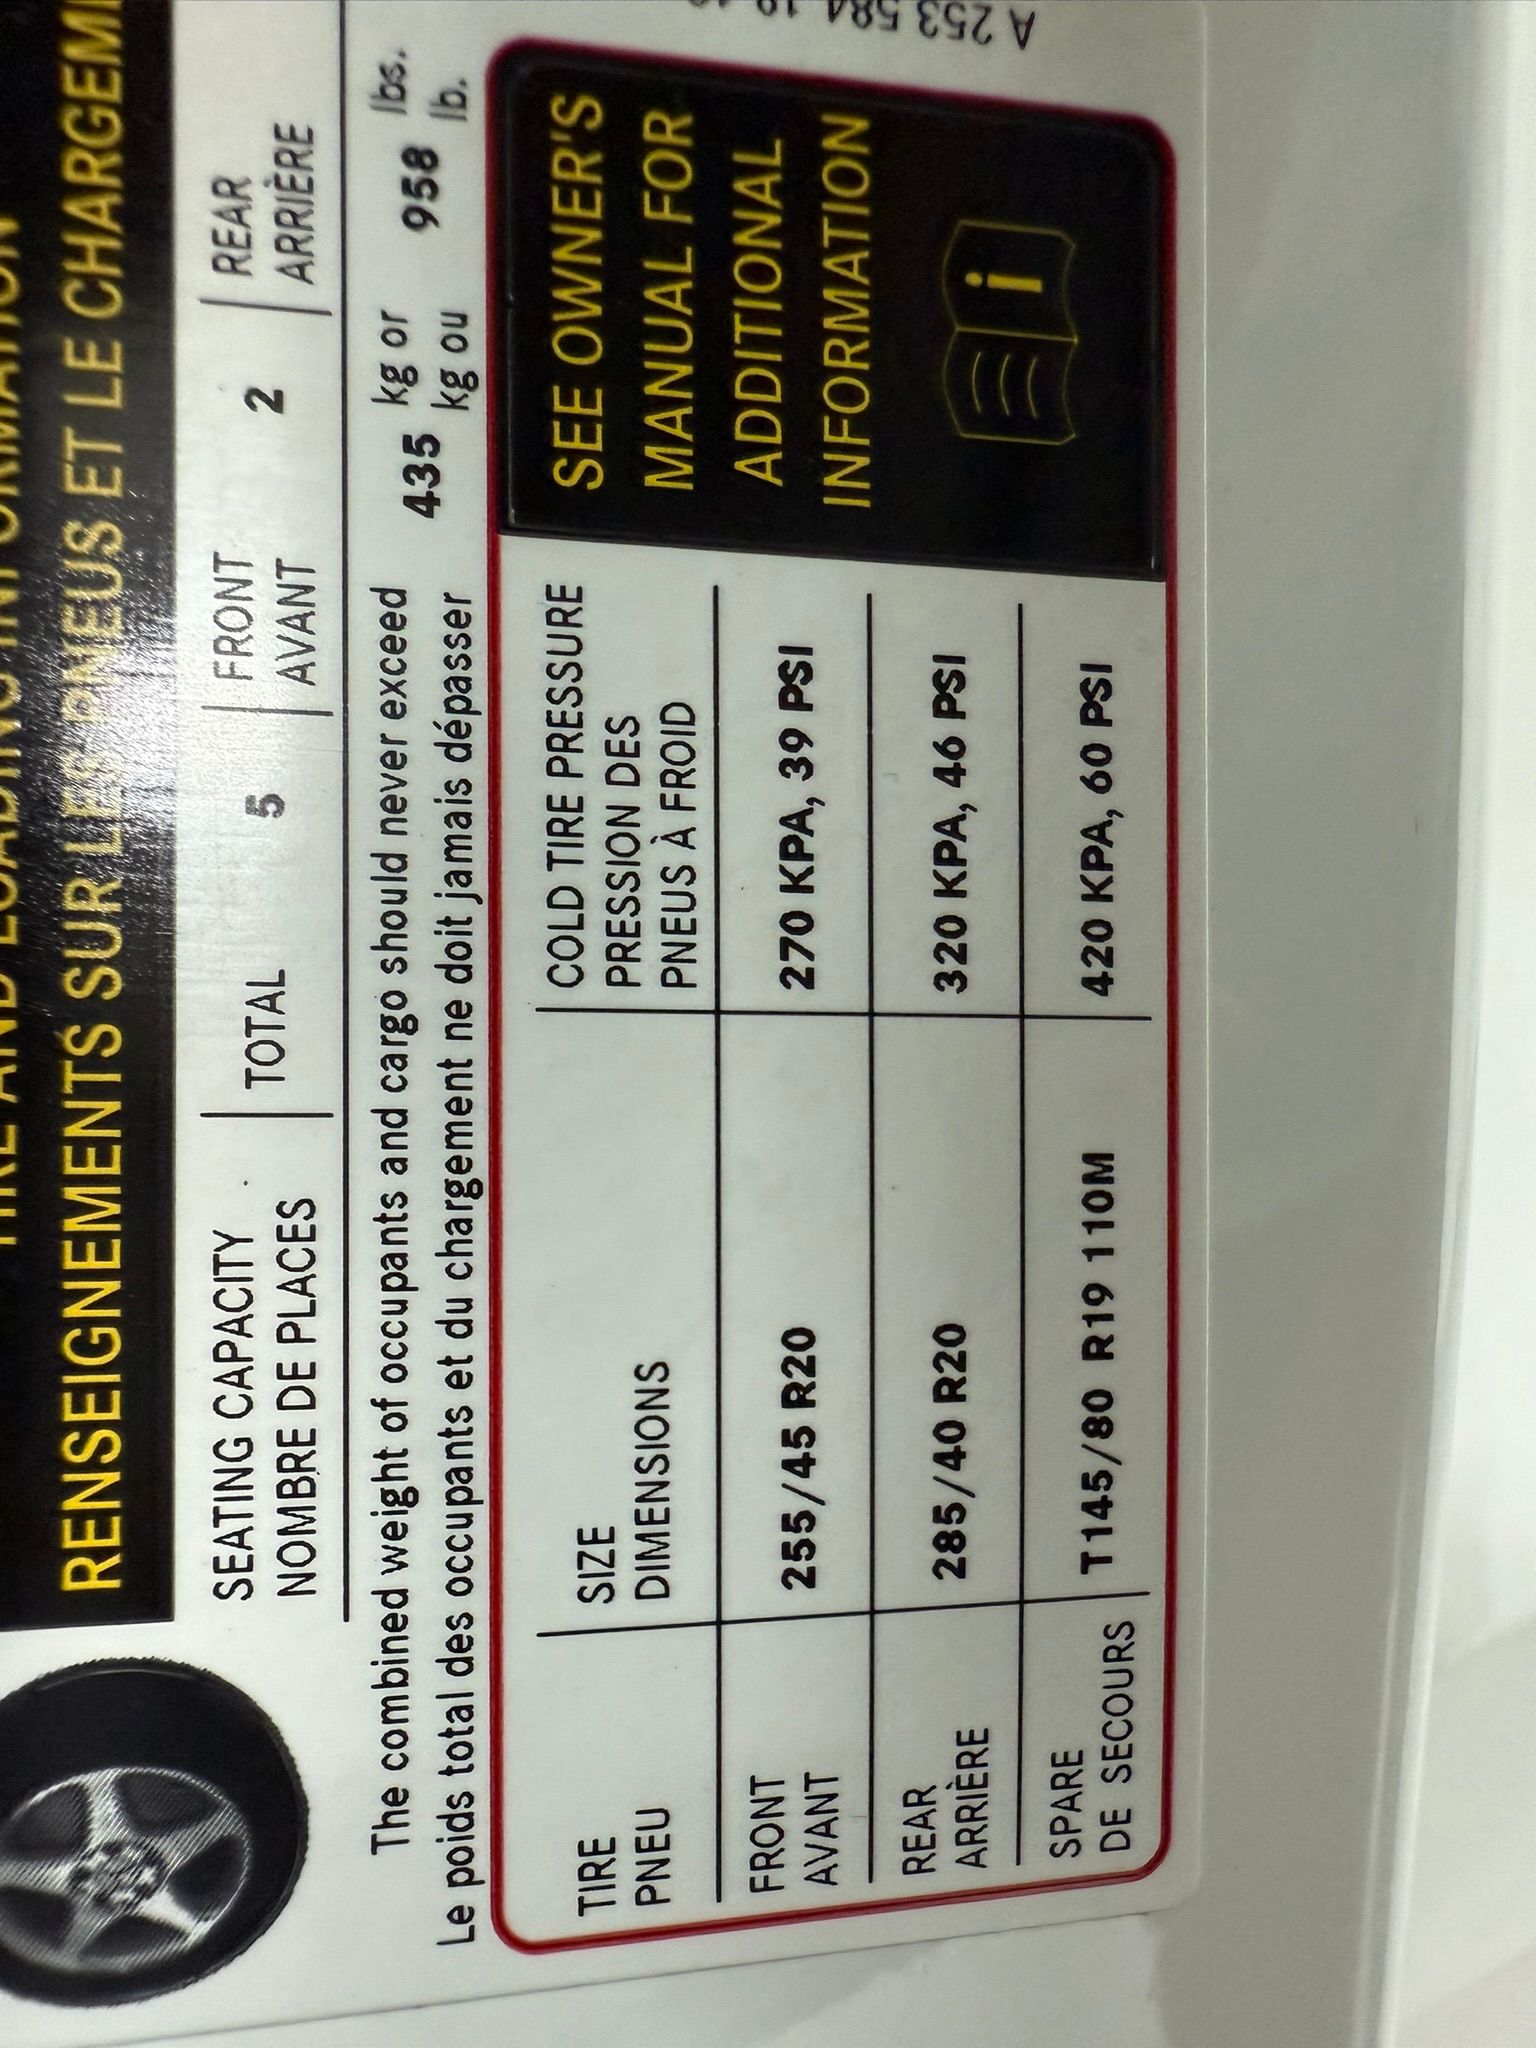 RENSEIGNEMENTS SUR LES PNEUS ET LE
SEATING CAPACITY
NOMBRE DE PLACES
TOTAL 5
FRONT
AVANT
2
REAR
ARRIÈRE
The combined weight of occupants and cargo should never exceed 435 kg or 958 lbs.
Le poids total des occupants et du chargement ne doit jamais dépasser kg ou lb.
TIRE
PNEU
SIZE
DIMENSIONS
COLD TIRE PRESSURE
PRESSION DES
PNEUS À FROID
FRONT
AVANT
255/45 R20
270 KPA, 39 PSI
REAR
ARRIÈRE
285/40 R20
320 KPA, 46 PSI
SPARE
DE SECOURS
T145/80 R19 110M
420 KPA, 60 PSI
SEE OWNER'S
MANUAL FOR
ADDITIONAL
INFORMATION
i
A 253 584